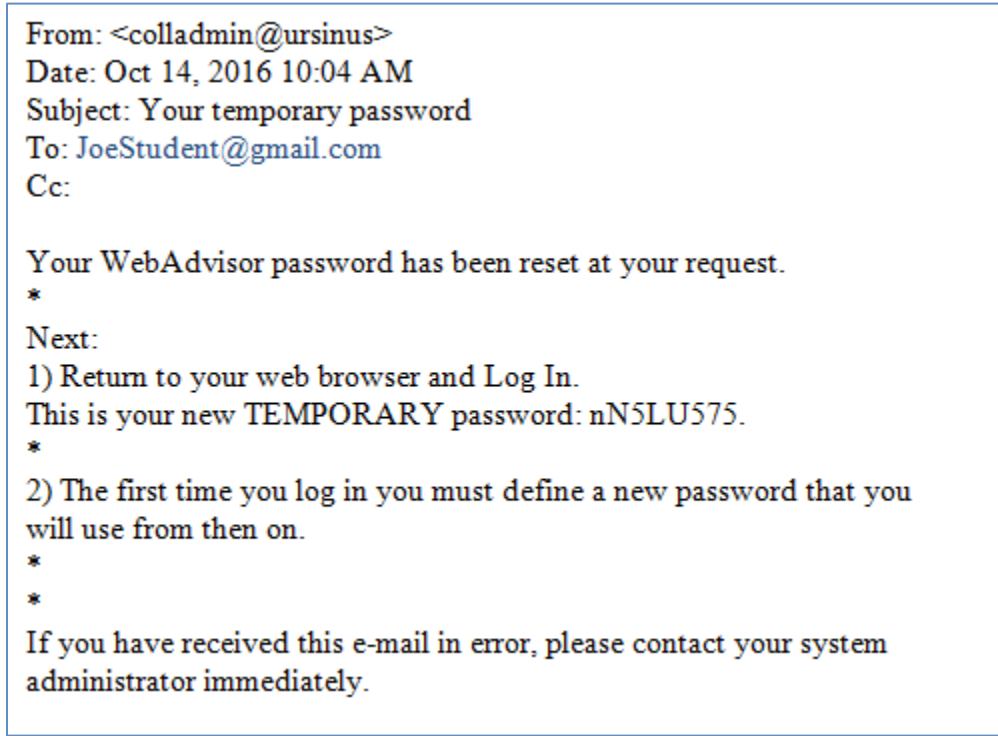 From: <colladmin@ursinus>
Date: Oct 14, 2016 10:04 AM
Subject: Your temporary password
To: JoeStudent@gmail.com
Cc:
Your WebAdvisor password has been reset at your request.
*
Next:
1) Return to your web browser and Log In.
This is your new TEMPORARY password: nN5LU575.
*
2) The first time you log in you must define a new password that you
will use from then on.
*
*
If you have received this e-mail in error, please contact your system
administrator immediately.